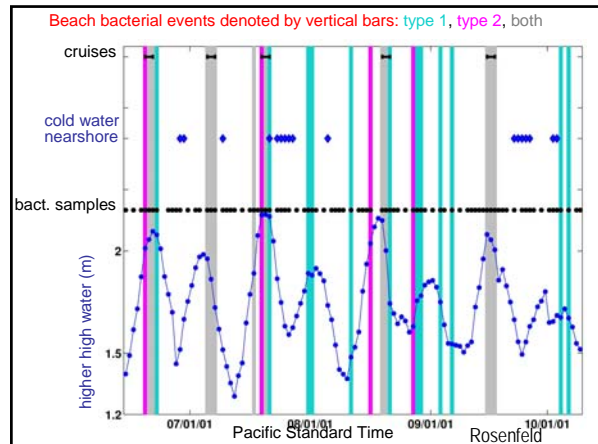 Beach bacterial events denoted by vertical bars: type 1, type 2, both
cruises
cold water
nearshore
bact. samples
higher high water (m)
2
1.5
1.2
07/01/01 08/01/01 09/01/01 10/01/01
Pacific Standard Time
Rosenfeld